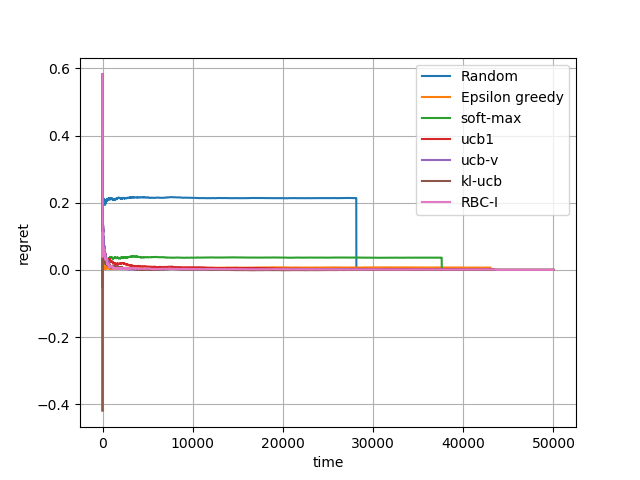 0.6
0.4
0.2
0.0
−0.2
−0.4
regret
0
10000
20000
30000
40000
50000
time
Random
Epsilon greedy
soft-max
ucb1
ucb-v
kl-ucb
RBC-I